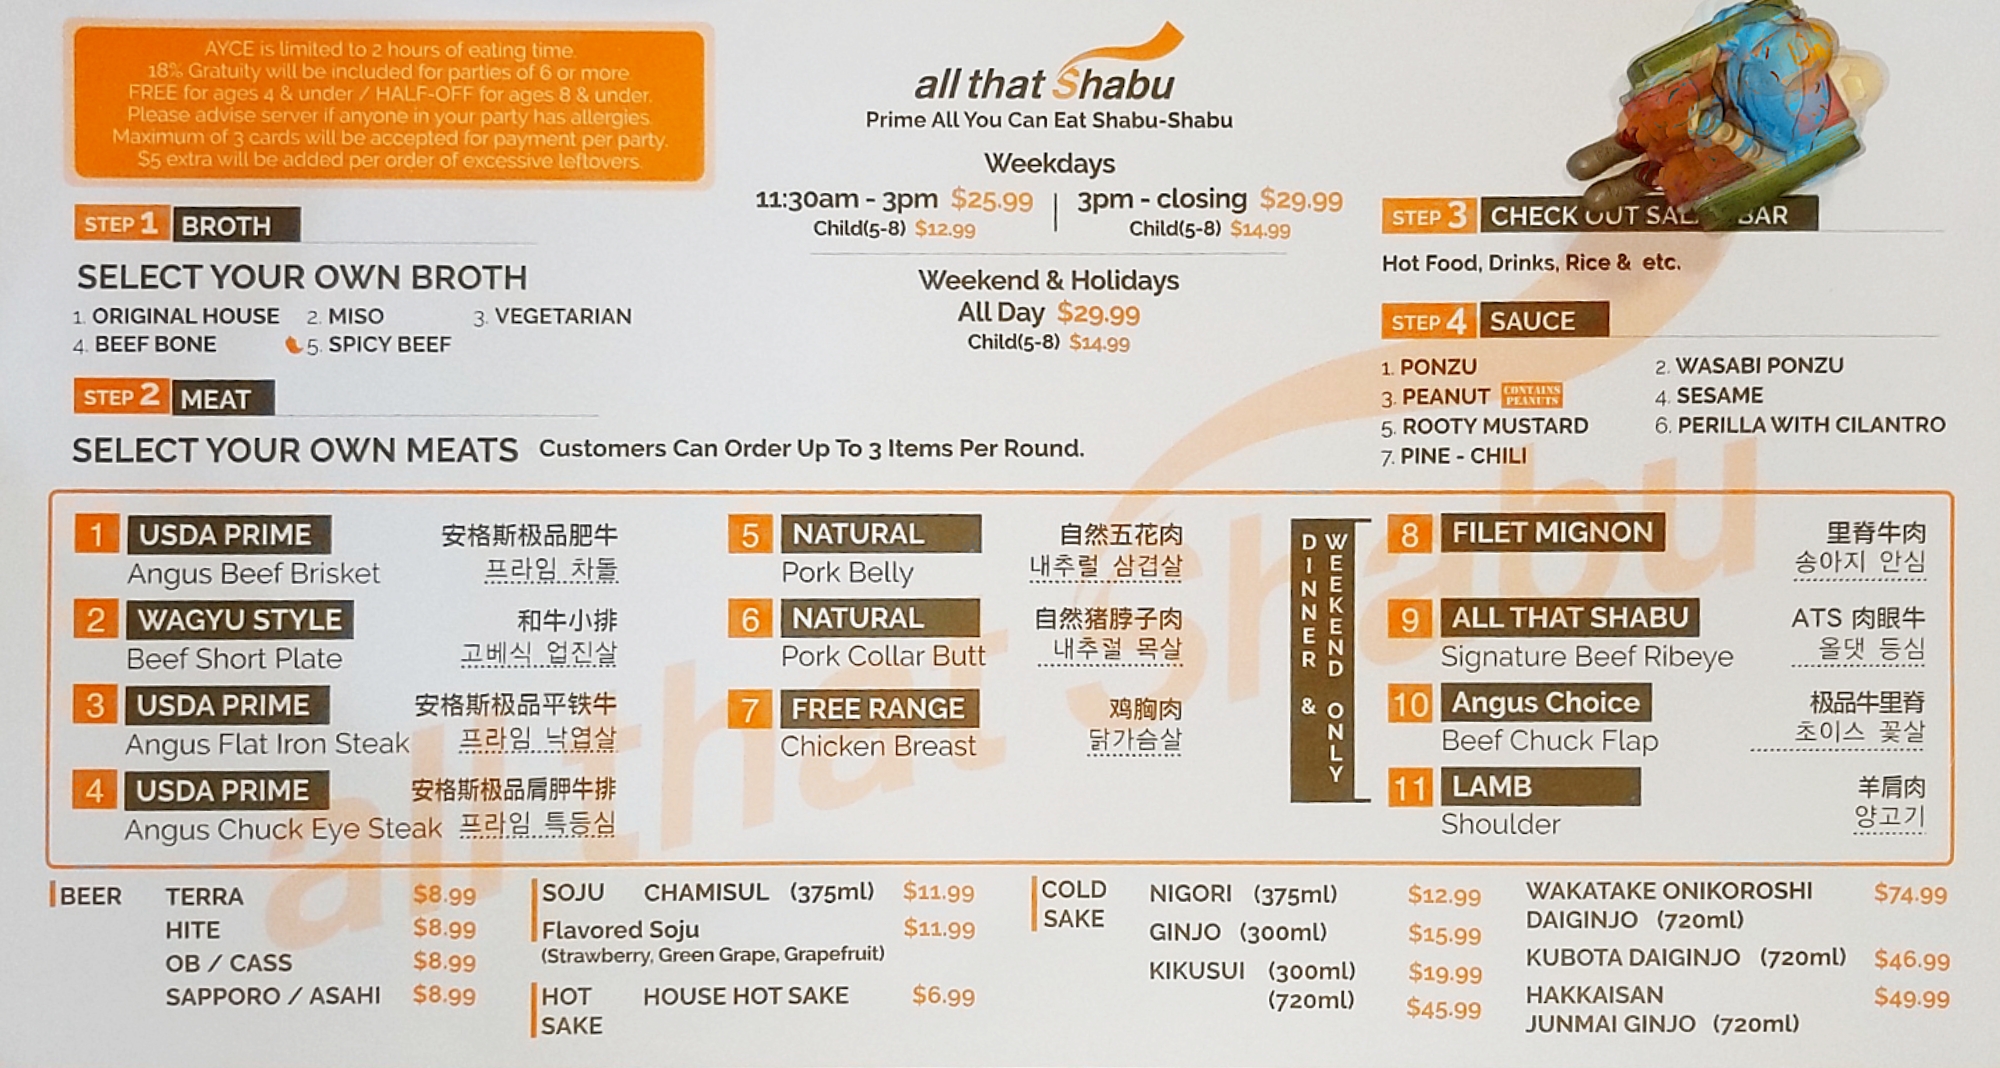 AYCE is limited to 2 hours of eating time.
18% Gratuity will be included for parties of 6 or more
FREE for ages 4 & under / HALF-OFF for ages 8 & under.
Please advise server if anyone in your party has allergies.
Maximum of 3 cards will be accepted for payment per party.
$5 extra will be added per order of excessive leftovers.
all that Shabu
Prime All You Can Eat Shabu-Shabu
Weekdays
11:30am - 3pm $25.99 | 3pm - closing $29.99
Child(5-8) $12.99 Child(5-8) $14.99
Weekend & Holidays
All Day $29.99
Child(5-8) $14.99
STEP 1 BROTH
SELECT YOUR OWN BROTH
1. ORIGINAL HOUSE 2. MISO 3. VEGETARIAN
4. BEEF BONE 5. SPICY BEEF
STEP 2 MEAT
SELECT YOUR OWN MEATS Customers Can Order Up To 3 Items Per Round.
STEP 3 CHECK OUT BAR
Hot Food, Drinks, Rice & etc.
STEP 4 SAUCE
1. PONZU 2. WASABI PONZU
3. PEANUT CONTAINS PEANUTS 4. SESAME
5. ROOTY MUSTARD 6. PERILLA WITH CILANTRO
7. PINE - CHILI
1 USDA PRIME 安格斯极品肥牛
Angus Beef Brisket 프라임 차돌
2 WAGYU STYLE 和牛小排
Beef Short Plate 고베식 업진살
3 USDA PRIME 安格斯极品平铁牛
Angus Flat Iron Steak 프라임 낙엽살
4 USDA PRIME 安格斯极品肩胛牛排
Angus Chuck Eye Steak 프라임 특등심
5 NATURAL 自然五花肉
Pork Belly 내추럴 삼겹살
6 NATURAL 自然猪脖子肉
Pork Collar Butt 내추럴 목살
7 FREE RANGE 鸡胸肉
Chicken Breast 닭가슴살
DINNER & WEEKEND ONLY
8 FILET MIGNON 里脊牛肉
송아지 안심
9 ALL THAT SHABU ATS 肉眼牛
Signature Beef Ribeye 올댓 등심
10 Angus Choice 极品牛里脊
Beef Chuck Flap 초이스 꽃살
11 LAMB 羊肩肉
Shoulder 양고기
all that Shabu
BEER TERRA $8.99
HITE $8.99
OB / CASS $8.99
SAPPORO / ASAHI $8.99
SOJU CHAMISUL (375ml) $11.99
Flavored Soju $11.99
(Strawberry, Green Grape, Grapefruit)
HOT SAKE HOUSE HOT SAKE $6.99
COLD SAKE NIGORI (375ml) $12.99
GINJO (300ml) $15.99
KIKUSUI (300ml) $19.99
(720ml) $45.99
WAKATAKE ONIKOROSHI $74.99
DAIGINJO (720ml)
KUBOTA DAIGINJO (720ml) $46.99
HAKKAISAN $49.99
JUNMAI GINJO (720ml)